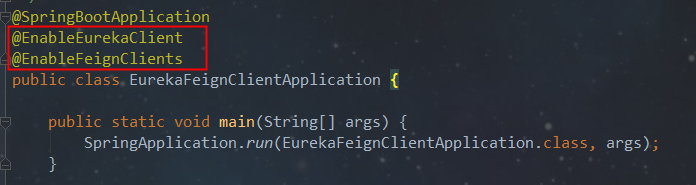 @SpringBootApplication
@EnableEurekaClient
@EnableFeignClients
public class EurekaFeignClientApplication {
public static void main(String[] args) {
SpringApplication.run(EurekaFeignClientApplication.class, args);
}